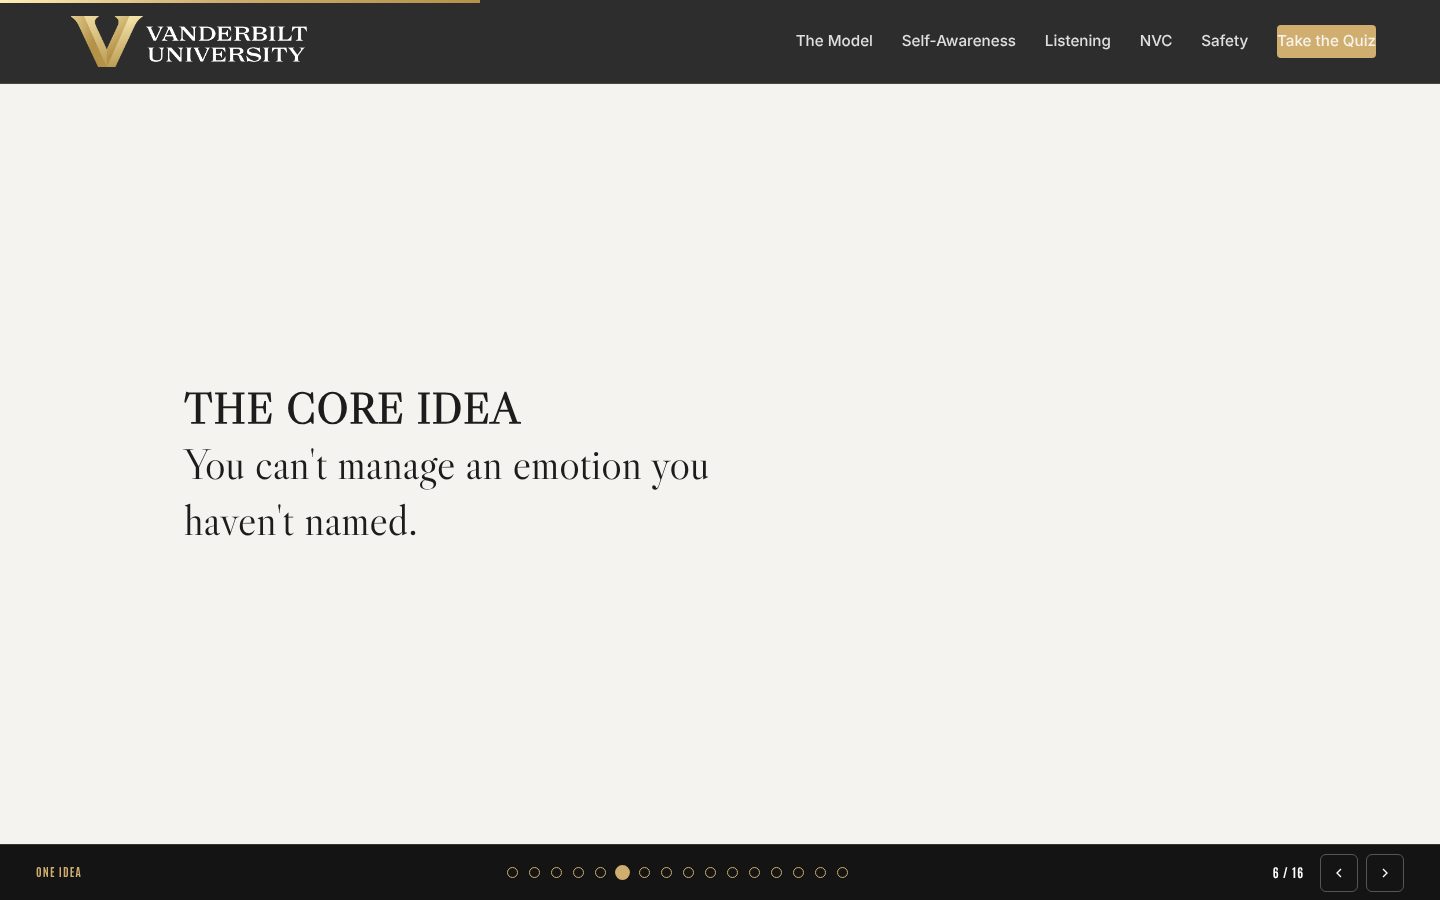 VANDERBILT
UNIVERSITY
The Model
Self-Awareness
Listening
NVC
Safety
Take the Quiz
THE CORE IDEA
You can't manage an emotion you
haven't named.
ONE IDEA
6 / 16